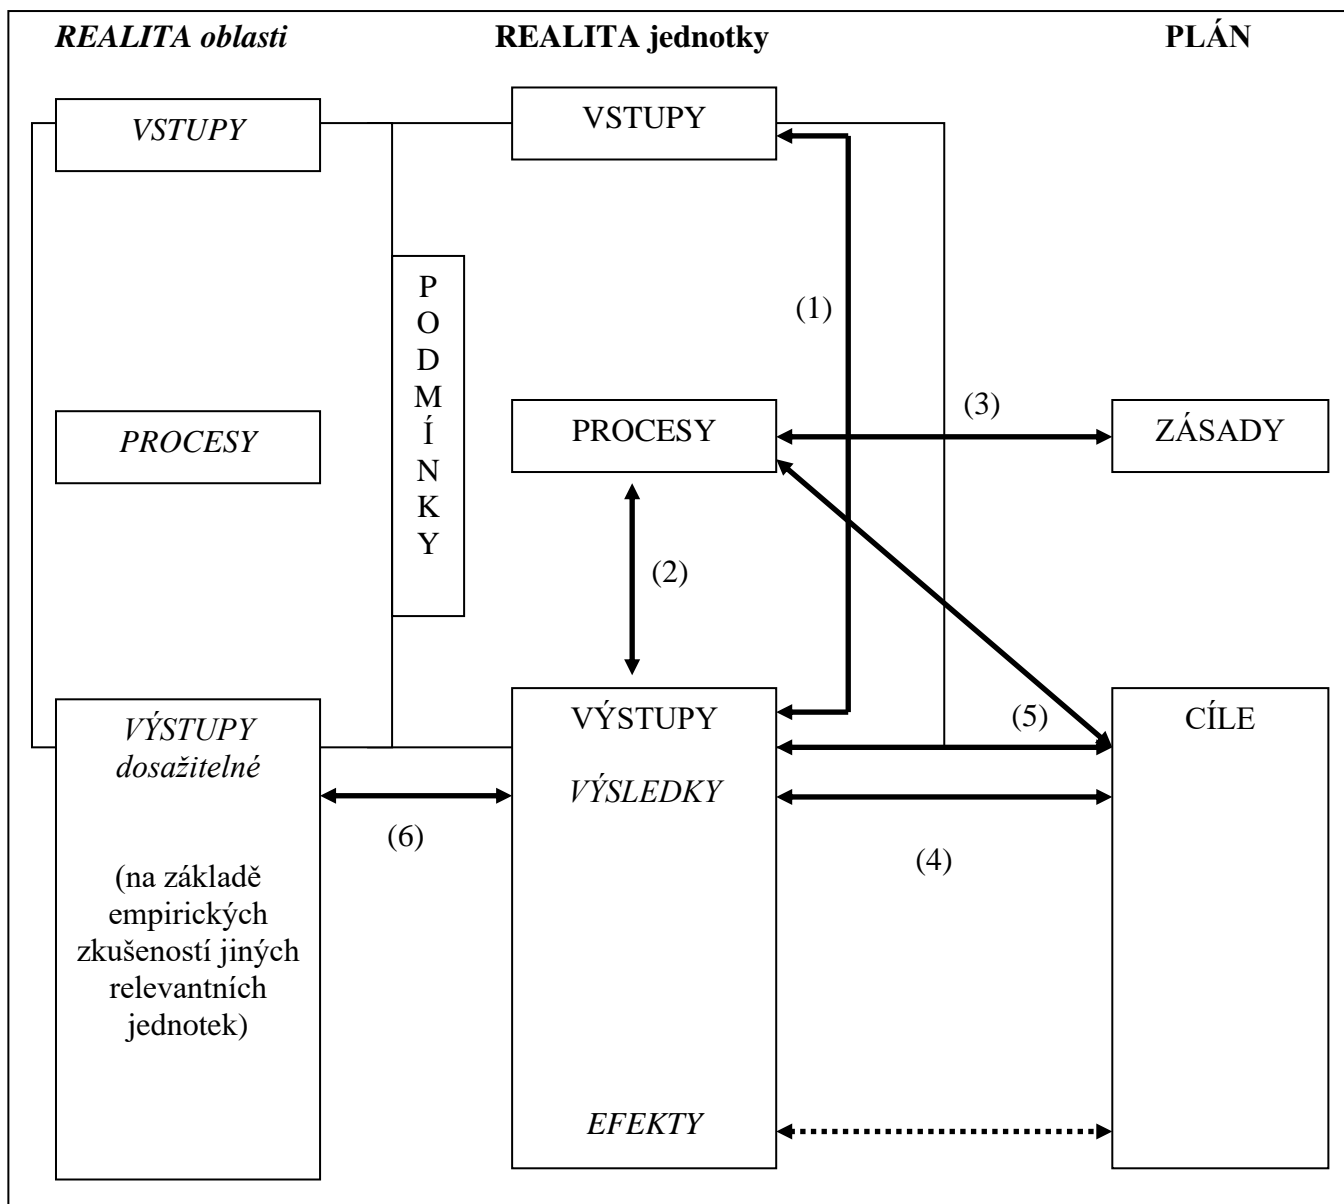 REALITA oblasti
REALITA jednotky
PLÁN
VSTUPY
VSTUPY
P
O
D
M
Í
N
K
Y
(1)
PROCESY
PROCESY
(3)
ZÁSADY
(2)
VÝSTUPY
dosažitelné
(na základě
empirických
zkušeností jiných
relevantních
jednotek)
(6)
VÝSTUPY
VÝSLEDKY
EFEKTY
(5)
(4)
CÍLE